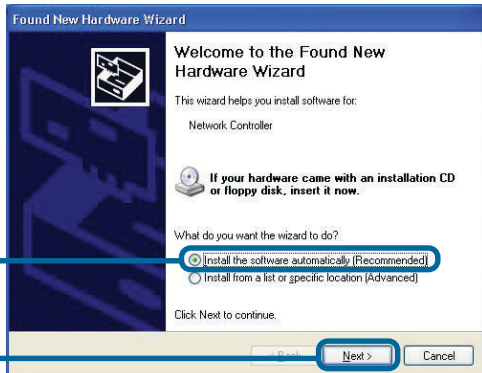 Found New Hardware Wizard
Welcome to the Found New
Hardware Wizard
This wizard helps you install software for:
Network Controller
If your hardware came with an installation CD
or floppy disk, insert it now.
What do you want the wizard to do?
Install the software automatically (Recommended)
Install from a list or specific location (Advanced)
Click Next to continue.
< Back Next > Cancel